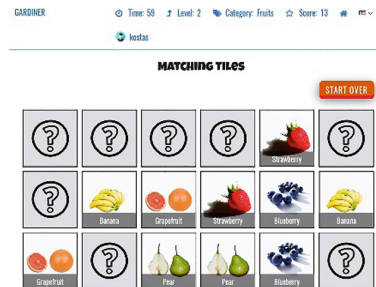 GARDINER Time: 59 Level: 2 Category: Fruits Score: 13
kostas
MATCHING TILES
START OVER
? ? ? ? Strawberry ?
? Banana Grapefruit Strawberry Blueberry Banana
Grapefruit ? Pear Pear Blueberry ?